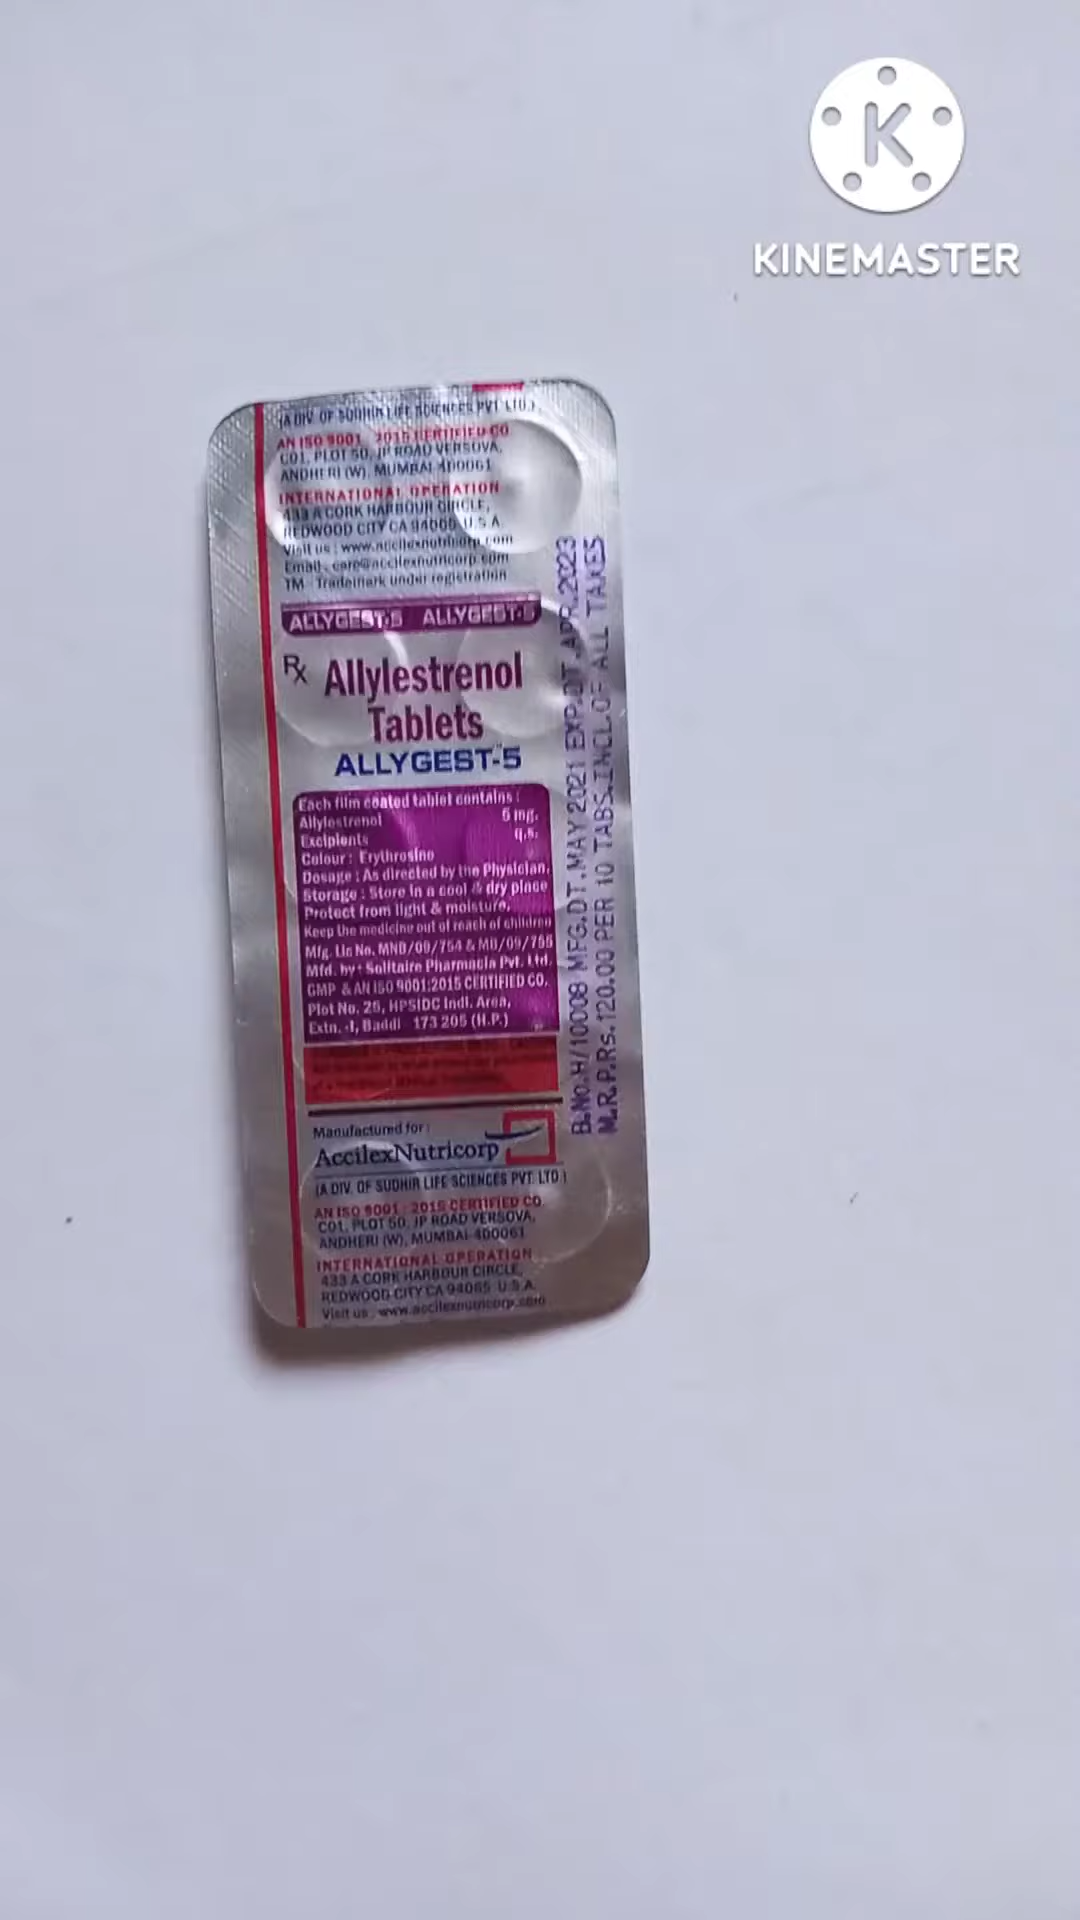 K
KINEMASTER
(A DIV. OF SUDHIR LIFE SCIENCES PVT. LTD.)
AN ISO 9001 : 2015 CERTIFIED CO
C01, PLOT 50, JP ROAD VERSOVA,
ANDHERI (W), MUMBAI-400061
INTERNATIONAL OPERATION
433 A CORK HARBOUR CIRCLE,
REDWOOD CITY CA 94065 U.S.A.
Visit us : www.accilexnutricorp.com
Email : care@accilexnutricorp.com
TM - Trademark under registration
ALLYGEST-5 ALLYGEST-5
Rx Allylestrenol
Tablets
ALLYGEST-5
Each film coated tablet contains :
Allylestrenol 5 mg.
Excipients q.s.
Colour : Erythrosine
Dosage : As directed by the Physician.
Storage : Store in a cool & dry place
Protect from light & moisture.
Keep the medicine out of reach of children
Mfg. Lic No. MNB/09/754 & MB/09/755
Mfd. by : Solitaire Pharmacia Pvt. Ltd.
GMP & AN ISO 9001:2015 CERTIFIED CO.
Plot No. 26, HPSIDC Indl. Area,
Extn. -I, Baddi 173 205 (H.P.)
Manufactured for :
AccilexNutricorp
(A DIV. OF SUDHIR LIFE SCIENCES PVT. LTD.)
AN ISO 9001 : 2015 CERTIFIED CO.
C01, PLOT 50, JP ROAD VERSOVA,
ANDHERI (W), MUMBAI-400061
INTERNATIONAL OPERATION
433 A CORK HARBOUR CIRCLE,
REDWOOD CITY CA 94065 U.S.A.
Visit us : www.accilexnutricorp.com
B.No.H/10008 MFG.DT.MAY 2021 EXP.DT.APR.2023
M.R.P.Rs.120.00 PER 10 TABS.INCL.OF ALL TAXES